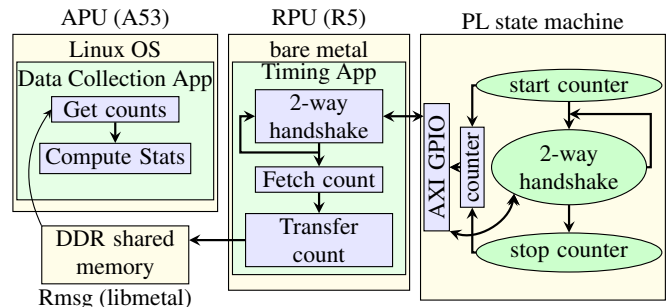 APU (A53)
Linux OS
Data Collection App
Get counts
Compute Stats
DDR shared
memory
Rmsg (libmetal)
RPU (R5)
bare metal
Timing App
2-way
handshake
Fetch count
Transfer
count
PL state machine
AXI GPIO
counter
start counter
2-way
handshake
stop counter